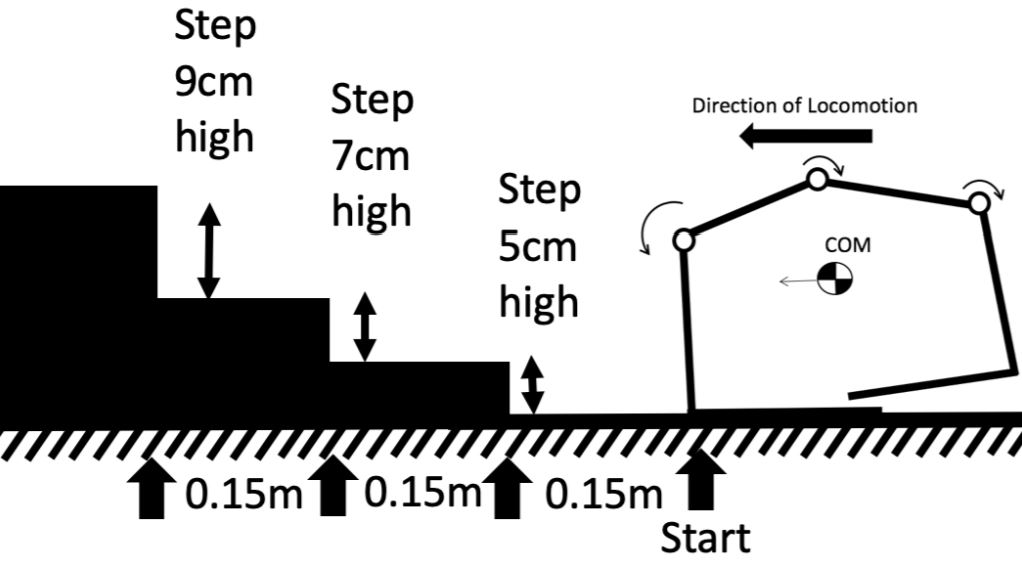 Step
9cm
high
Step
7cm
high
Step
5cm
high
Direction of Locomotion
COM
0.15m
0.15m
0.15m
Start